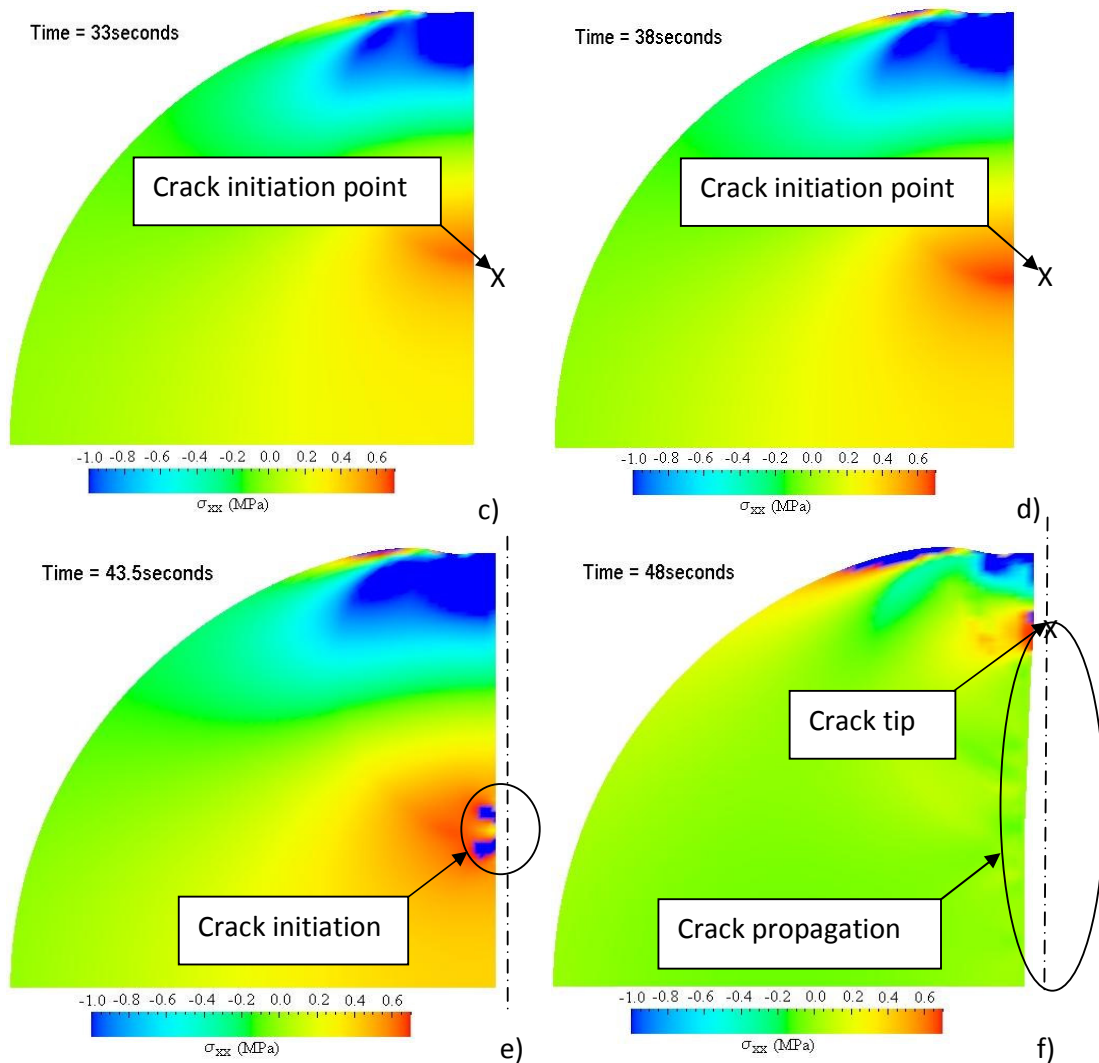 Time = 33seconds
Crack initiation point
X
-1.0 -0.8 -0.6 -0.4 -0.2 0.0 0.2 0.4 0.6
σxx (MPa)
c)
Time = 38seconds
Crack initiation point
X
-1.0 -0.8 -0.6 -0.4 -0.2 0.0 0.2 0.4 0.6
σxx (MPa)
d)
Time = 43.5seconds
Crack initiation
-1.0 -0.8 -0.6 -0.4 -0.2 0.0 0.2 0.4 0.6
σxx (MPa)
e)
Time = 48seconds
X
Crack tip
Crack propagation
-1.0 -0.8 -0.6 -0.4 -0.2 0.0 0.2 0.4 0.6
σxx (MPa)
f)